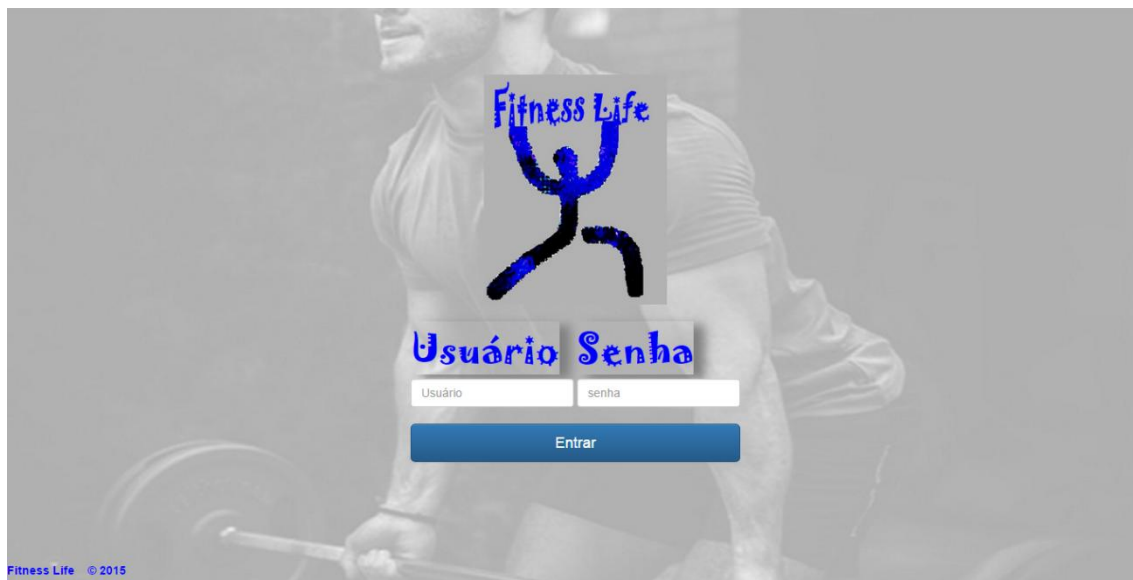 Fitness Life
Usuário Senha
Usuário senha
Entrar
Fitness Life © 2015